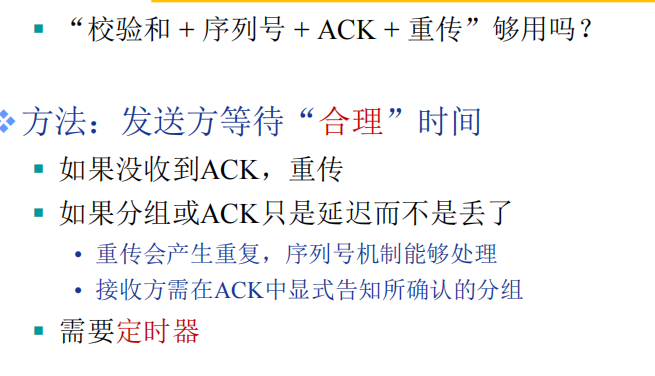 “校验和 + 序列号 + ACK + 重传”够用吗？
方法：发送方等待“合理”时间
如果没收到ACK，重传
如果分组或ACK只是延迟而不是丢了
重传会产生重复，序列号机制能够处理
接收方需在ACK中显式告知所确认的分组
需要定时器